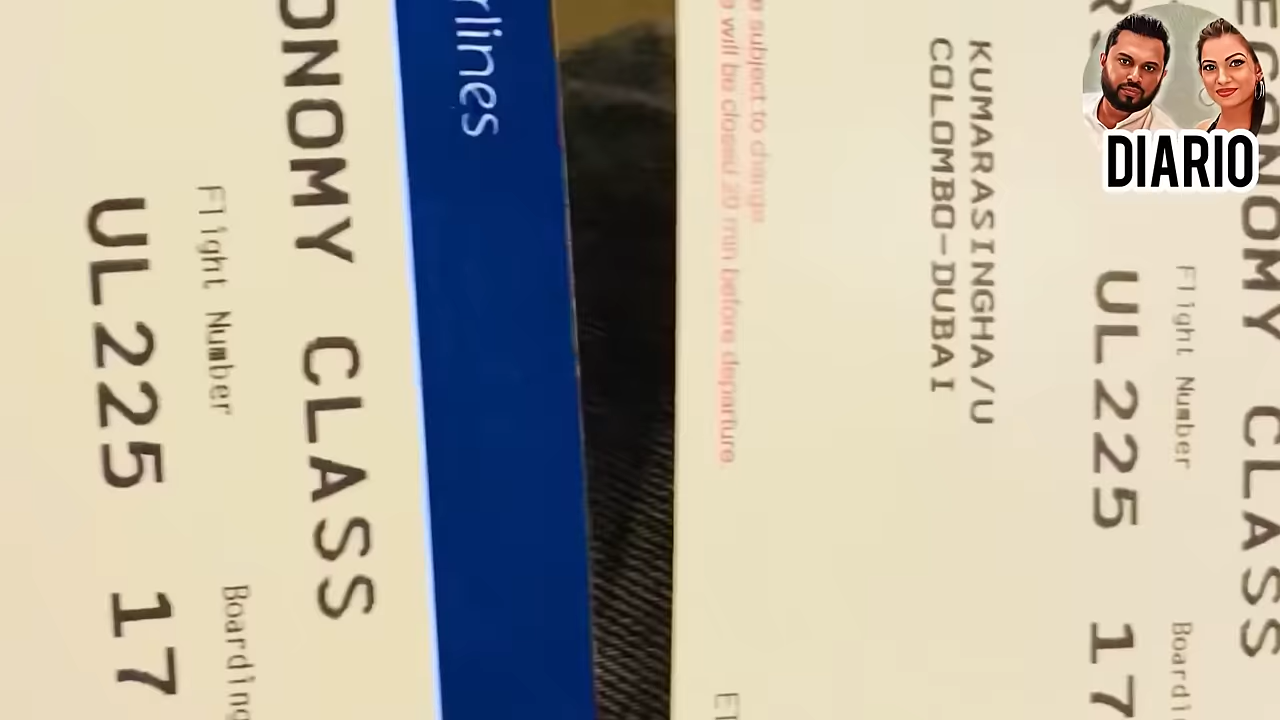 ONOMY CLASS
Flight Number
Boarding
UL225 17
rlines
KUMARASINGHA/U
COLOMBO-DUBAI
e subject to change
will be closed 20 min before departure.
ECONOMY CLASS
Flight Number
Boardi
UL225 17
DIARIO